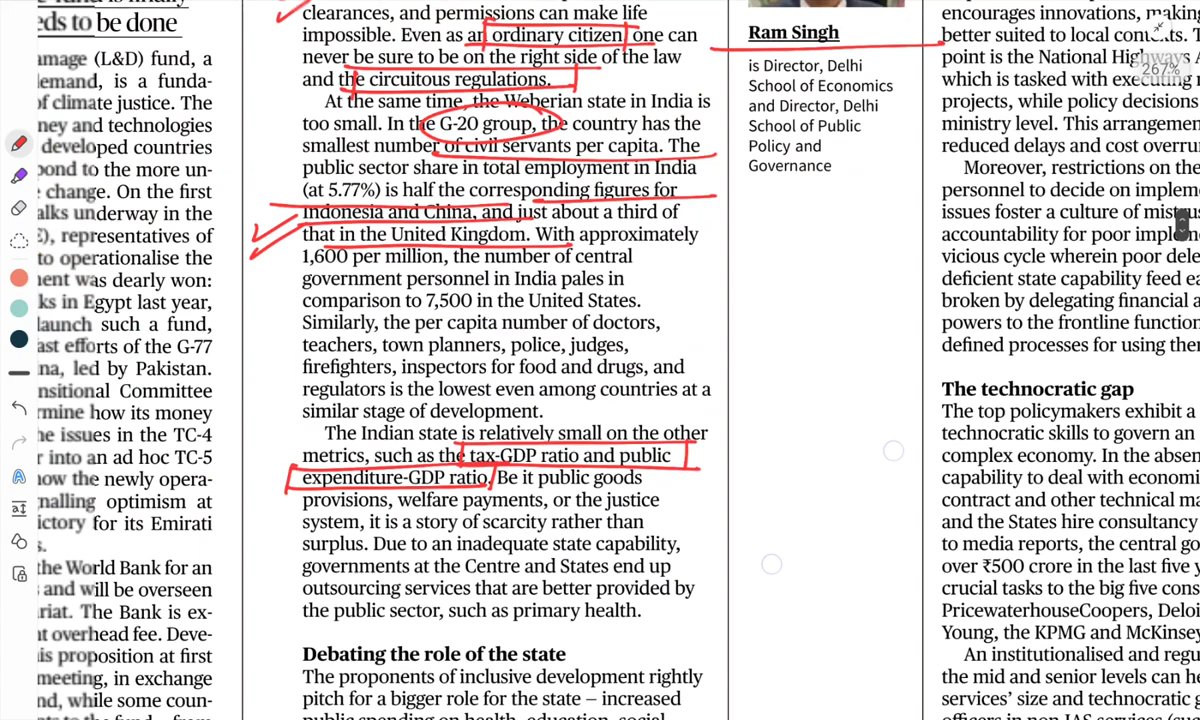 eds to be done
amage (L&D) fund, a
lemand, is a funda-
of climate justice. The
ney and technologies
developed countries
pond to the more un-
change. On the first
alks underway in the
E), representatives of
to operationalise the
nent was dearly won:
ks in Egypt last year,
launch such a fund,
ast efforts of the G-77
na, led by Pakistan.
nsitional Committee
rmine how its money
he issues in the TC-4
r into an ad hoc TC-5
now the newly opera-
gnalling optimism at
ictory for its Emirati
s.
the World Bank for an
and will be overseen
riat. The Bank is ex-
nt overhead fee. Deve-
is proposition at first
meeting, in exchange
nd, while some coun-
clearances, and permissions can make life
impossible. Even as an ordinary citizen one can
never be sure to be on the right side of the law
and the circuitous regulations.
At the same time, the Weberian state in India is
too small. In the G-20 group, the country has the
smallest number of civil servants per capita. The
public sector share in total employment in India
(at 5.77%) is half the corresponding figures for
Indonesia and China, and just about a third of
that in the United Kingdom. With approximately
1,600 per million, the number of central
government personnel in India pales in
comparison to 7,500 in the United States.
Similarly, the per capita number of doctors,
teachers, town planners, police, judges,
firefighters, inspectors for food and drugs, and
regulators is the lowest even among countries at a
similar stage of development.
The Indian state is relatively small on the other
metrics, such as the tax-GDP ratio and public
expenditure-GDP ratio. Be it public goods
provisions, welfare payments, or the justice
system, it is a story of scarcity rather than
surplus. Due to an inadequate state capability,
governments at the Centre and States end up
outsourcing services that are better provided by
the public sector, such as primary health.
Debating the role of the state
The proponents of inclusive development rightly
pitch for a bigger role for the state – increased
public spending on health, education, social
Ram Singh
is Director, Delhi
School of Economics
and Director, Delhi
School of Public
Policy and
Governance
encourages innovations, making
better suited to local contexts. T
point is the National Highways A
267%
which is tasked with executing
projects, while policy decisions
ministry level. This arrangemen
reduced delays and cost overru
Moreover, restrictions on the
personnel to decide on implem
issues foster a culture of mist
accountability for poor implem
vicious cycle wherein poor dele
deficient state capability feed ea
broken by delegating financial a
powers to the frontline function
defined processes for using ther
The technocratic gap
The top policymakers exhibit a
technocratic skills to govern an
complex economy. In the absen
capability to deal with economi
contract and other technical ma
and the States hire consultancy
to media reports, the central go
over ₹500 crore in the last five y
crucial tasks to the big five cons
PricewaterhouseCoopers, Deloi
Young, the KPMG and McKinsey
An institutionalised and regu
the mid and senior levels can he
services' size and technocratic s